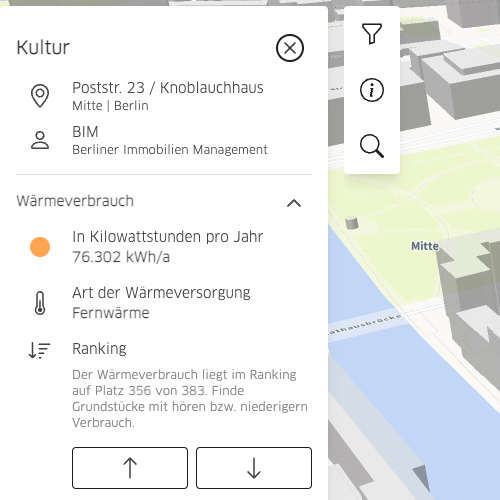 Kultur
Poststr. 23 / Knoblauchhaus
Mitte | Berlin
BIM
Berliner Immobilien Management
Wärmeverbrauch
In Kilowattstunden pro Jahr
76.302 kWh/a
Art der Wärmeversorgung
Fernwärme
Ranking
Der Wärmeverbrauch liegt im Ranking
auf Platz 356 von 383. Finde
Grundstücke mit hören bzw. niederigern
Verbrauch.
Mitte